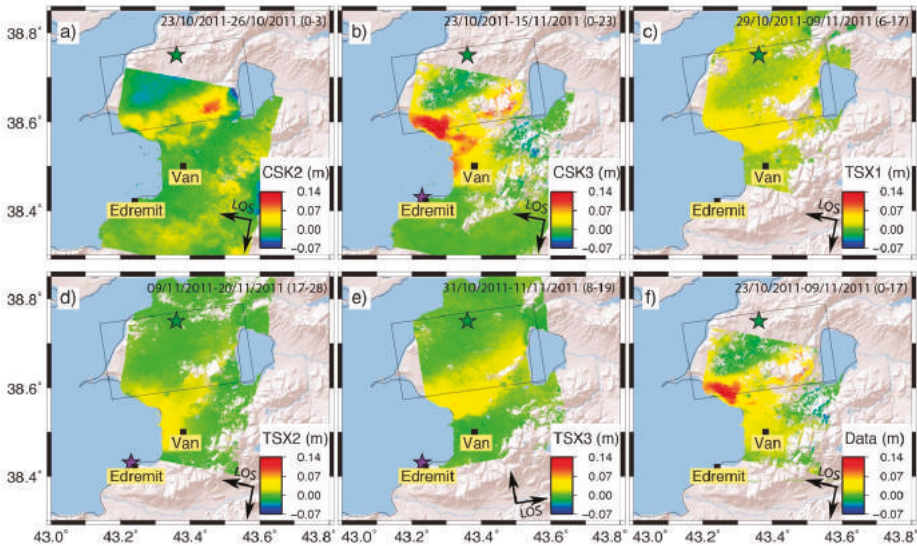 38.8°
38.6°
38.4°
a)
23/10/2011-26/10/2011 (0-3)
Van
Edremit
CSK2 (m)
0.14
0.07
0.00
−0.07
LOS
b)
23/10/2011-15/11/2011 (0-23)
Van
Edremit
CSK3 (m)
0.14
0.07
0.00
−0.07
LOS
c)
29/10/2011-09/11/2011 (6-17)
Van
Edremit
TSX1 (m)
0.14
0.07
0.00
−0.07
LOS
38.8°
38.6°
38.4°
d)
09/11/2011-20/11/2011 (17-28)
Van
Edremit
TSX2 (m)
0.14
0.07
0.00
−0.07
LOS
43.0° 43.2° 43.4° 43.6° 43.8°
e)
31/10/2011-11/11/2011 (8-19)
Van
Edremit
TSX3 (m)
0.14
0.07
0.00
−0.07
LOS
43.0° 43.2° 43.4° 43.6° 43.8°
f)
23/10/2011-09/11/2011 (0-17)
Van
Edremit
Data (m)
0.14
0.07
0.00
−0.07
LOS
43.0° 43.2° 43.4° 43.6° 43.8°